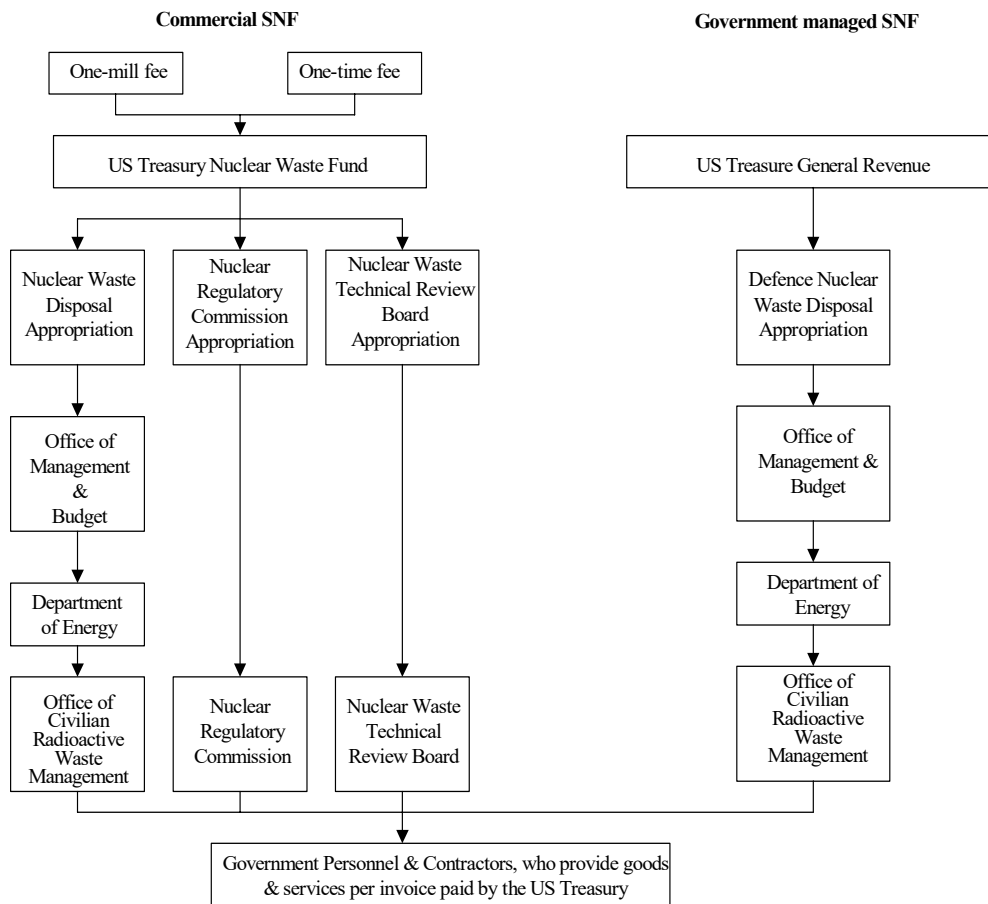 Commercial SNF
Government managed SNF
One-mill fee
One-time fee
US Treasury Nuclear Waste Fund
US Treasure General Revenue
Nuclear Waste
Disposal
Appropriation
Nuclear
Regulatory
Commission
Appropriation
Nuclear Waste
Technical Review
Board
Appropriation
Defence Nuclear
Waste Disposal
Appropriation
Office of
Management
&
Budget
Office of
Management &
Budget
Department
of Energy
Department of
Energy
Office of
Civilian
Radioactive
Waste
Management
Nuclear
Regulatory
Commission
Nuclear Waste
Technical
Review Board
Office of
Civilian
Radioactive
Waste
Management
Government Personnel & Contractors, who provide goods
& services per invoice paid by the US Treasury